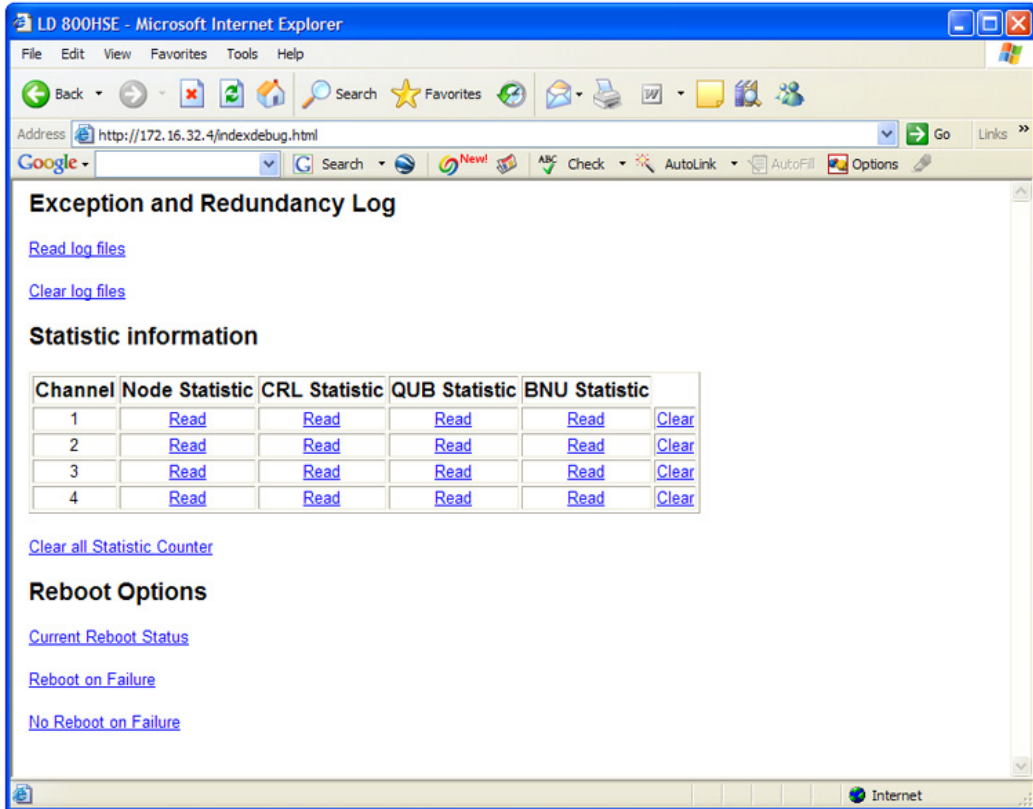 LD 800HSE - Microsoft Internet Explorer
File Edit View Favorites Tools Help
Back Search Favorites W
Address http://172.16.32.4/indexdebug.html Go Links »
Google G Search New! ABC Check AutoLink AutoFill Options
Exception and Redundancy Log
Read log files
Clear log files
Statistic information
Channel Node Statistic CRL Statistic QUB Statistic BNU Statistic
1 Read Read Read Read Clear
2 Read Read Read Read Clear
3 Read Read Read Read Clear
4 Read Read Read Read Clear
Clear all Statistic Counter
Reboot Options
Current Reboot Status
Reboot on Failure
No Reboot on Failure
Internet